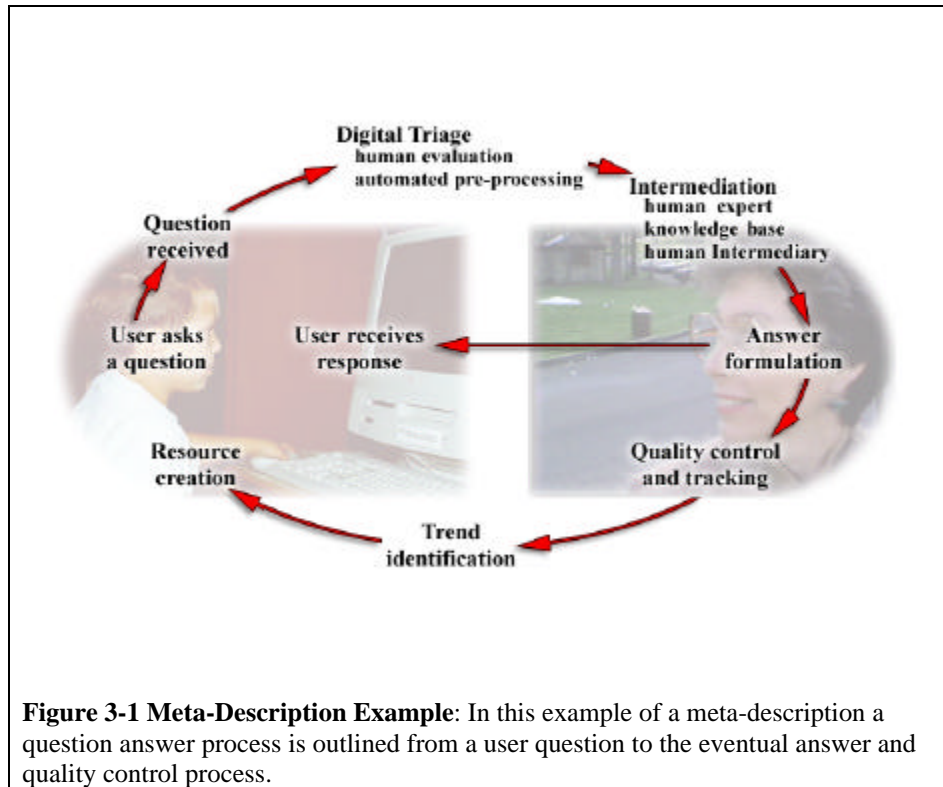 Digital Triage
human evaluation
automated pre-processing
Intermediation
human expert
knowledge base
human Intermediary
Question
received
User asks
a question
User receives
response
Answer
formulation
Resource
creation
Quality control
and tracking
Trend
identification
Figure 3-1 Meta-Description Example: In this example of a meta-description a
question answer process is outlined from a user question to the eventual answer and
quality control process.